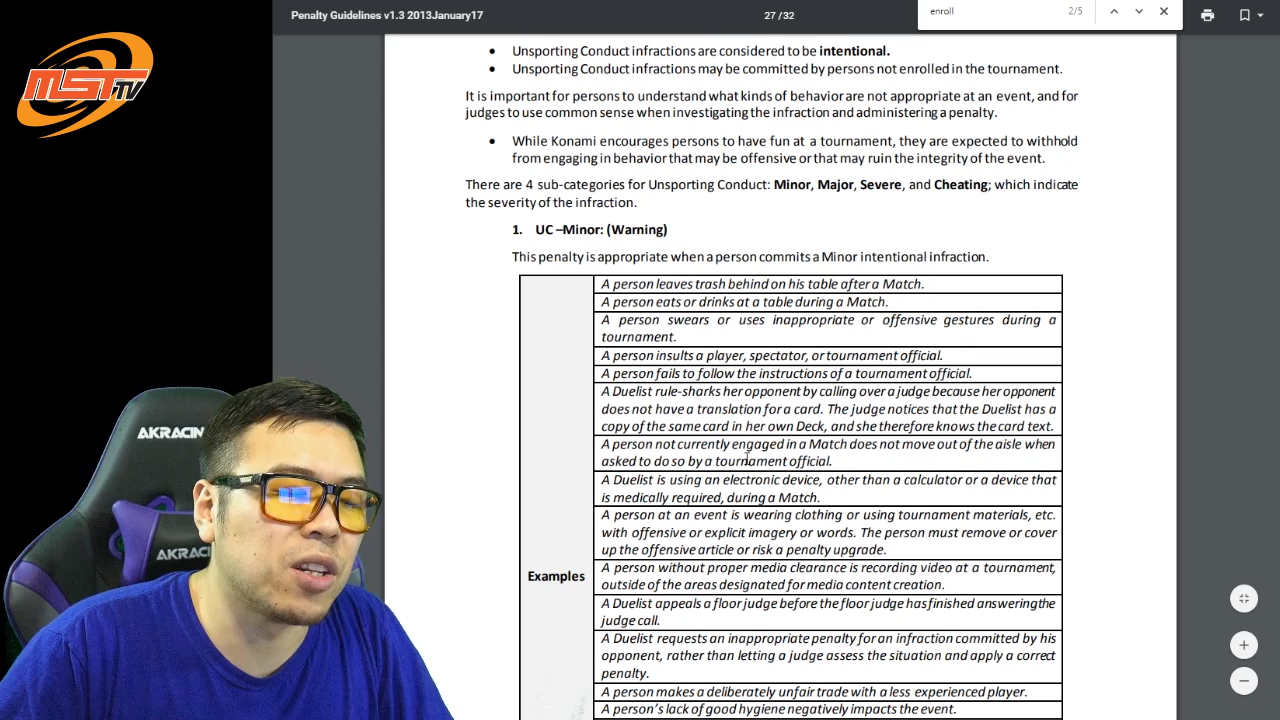 Penalty Guidelines v1.3 2013January17
27 / 32
enroll
2/5
MST TV
• Unsporting Conduct infractions are considered to be intentional.
• Unsporting Conduct infractions may be committed by persons not enrolled in the tournament.
It is important for persons to understand what kinds of behavior are not appropriate at an event, and for
judges to use common sense when investigating the infraction and administering a penalty.
• While Konami encourages persons to have fun at a tournament, they are expected to withhold
from engaging in behavior that may be offensive or that may ruin the integrity of the event.
There are 4 sub-categories for Unsporting Conduct: Minor, Major, Severe, and Cheating; which indicate
the severity of the infraction.
1. UC –Minor: (Warning)
This penalty is appropriate when a person commits a Minor intentional infraction.
A person leaves trash behind on his table after a Match.
A person eats or drinks at a table during a Match.
A person swears or uses inappropriate or offensive gestures during a
tournament.
A person insults a player, spectator, or tournament official.
A person fails to follow the instructions of a tournament official.
A Duelist rule-sharks her opponent by calling over a judge because her opponent
does not have a translation for a card. The judge notices that the Duelist has a
copy of the same card in her own Deck, and she therefore knows the card text.
A person not currently engaged in a Match does not move out of the aisle when
asked to do so by a tournament official.
A Duelist is using an electronic device, other than a calculator or a device that
is medically required, during a Match.
A person at an event is wearing clothing or using tournament materials, etc.
with offensive or explicit imagery or words. The person must remove or cover
up the offensive article or risk a penalty upgrade.
Examples
A person without proper media clearance is recording video at a tournament,
outside of the areas designated for media content creation.
A Duelist appeals a floor judge before the floor judge has finished answering the
judge call.
A Duelist requests an inappropriate penalty for an infraction committed by his
opponent, rather than letting a judge assess the situation and apply a correct
penalty.
A person makes a deliberately unfair trade with a less experienced player.
A person's lack of good hygiene negatively impacts the event.
AKRACING
AKRACING